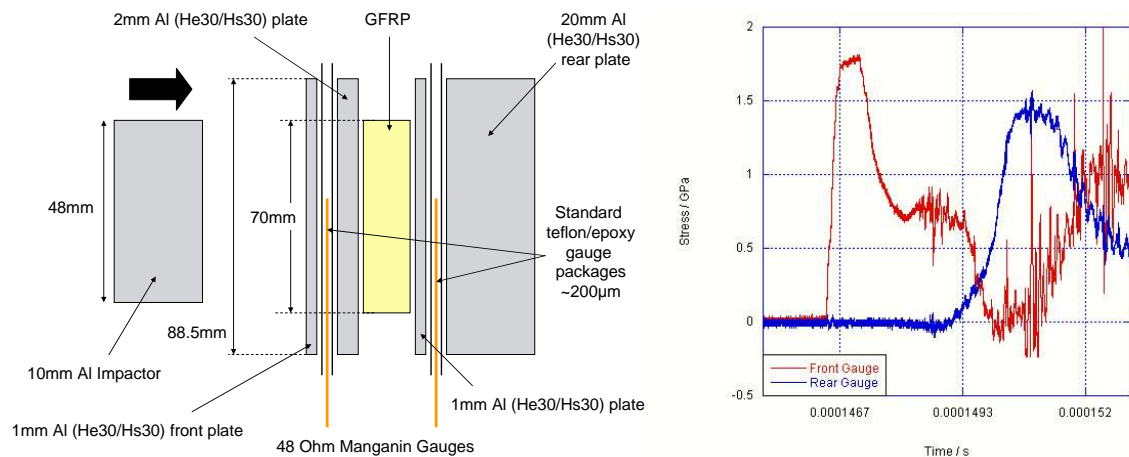 2mm Al (He30/Hs30) plate
GFRP
20mm Al
(He30/Hs30)
rear plate
48mm
70mm
88.5mm
Standard
teflon/epoxy
gauge
packages
~200µm
10mm Al Impactor
1mm Al (He30/Hs30) plate
1mm Al (He30/Hs30) front plate
48 Ohm Manganin Gauges
2
1.5
1
0.5
0
-0.5
Stress / GPa
Front Gauge
Rear Gauge
0.0001467
0.0001493
0.000152
Time / s